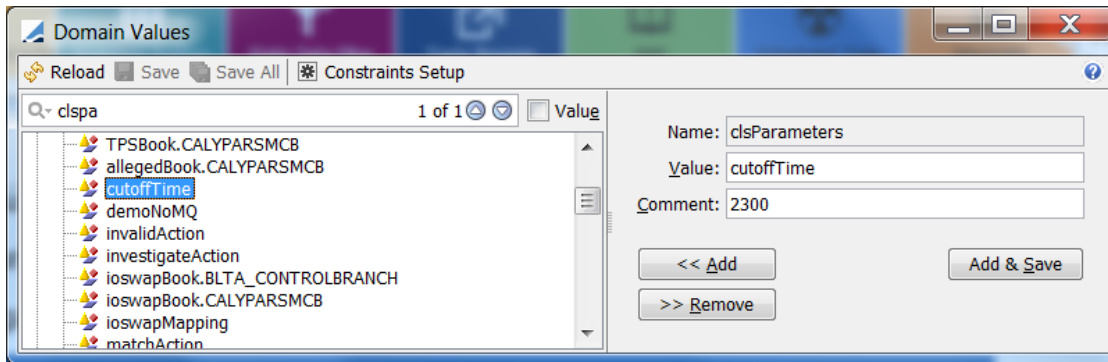 Domain Values
Reload Save Save All Constraints Setup
clspa 1 of 1 Value
TPSBook.CALYPARSMCB
allegedBook.CALYPARSMCB
cutoffTime
demoNoMQ
invalidAction
investigateAction
ioswapBook.BLTA_CONTROLBRANCH
ioswapBook.CALYPARSMCB
ioswapMapping
matchAction
Name: clsParameters
Value: cutoffTime
Comment: 2300
<< Add Add & Save
>> Remove